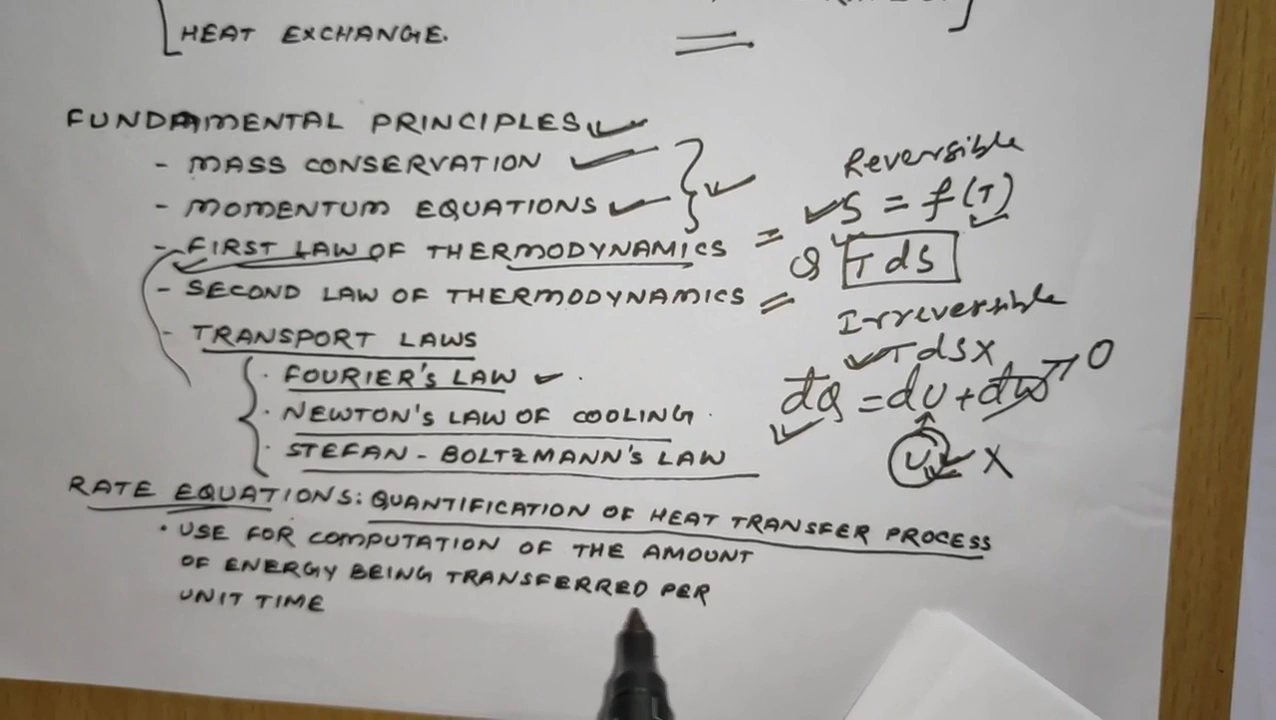 HEAT EXCHANGE.
FUNDAMENTAL PRINCIPLES
- MASS CONSERVATION
- MOMENTUM EQUATIONS
- FIRST LAW OF THERMODYNAMICS =
- SECOND LAW OF THERMODYNAMICS =
- TRANSPORT LAWS
· FOURIER'S LAW
· NEWTON'S LAW OF COOLING
· STEFAN - BOLTZMANN'S LAW
RATE EQUATIONS: QUANTIFICATION OF HEAT TRANSFER PROCESS
· USE FOR COMPUTATION OF THE AMOUNT
OF ENERGY BEING TRANSFERRED PER
UNIT TIME
Reversible
S = f(T)
TdS
Irreversible
TdS X
dQ = dU + dW 0
U X